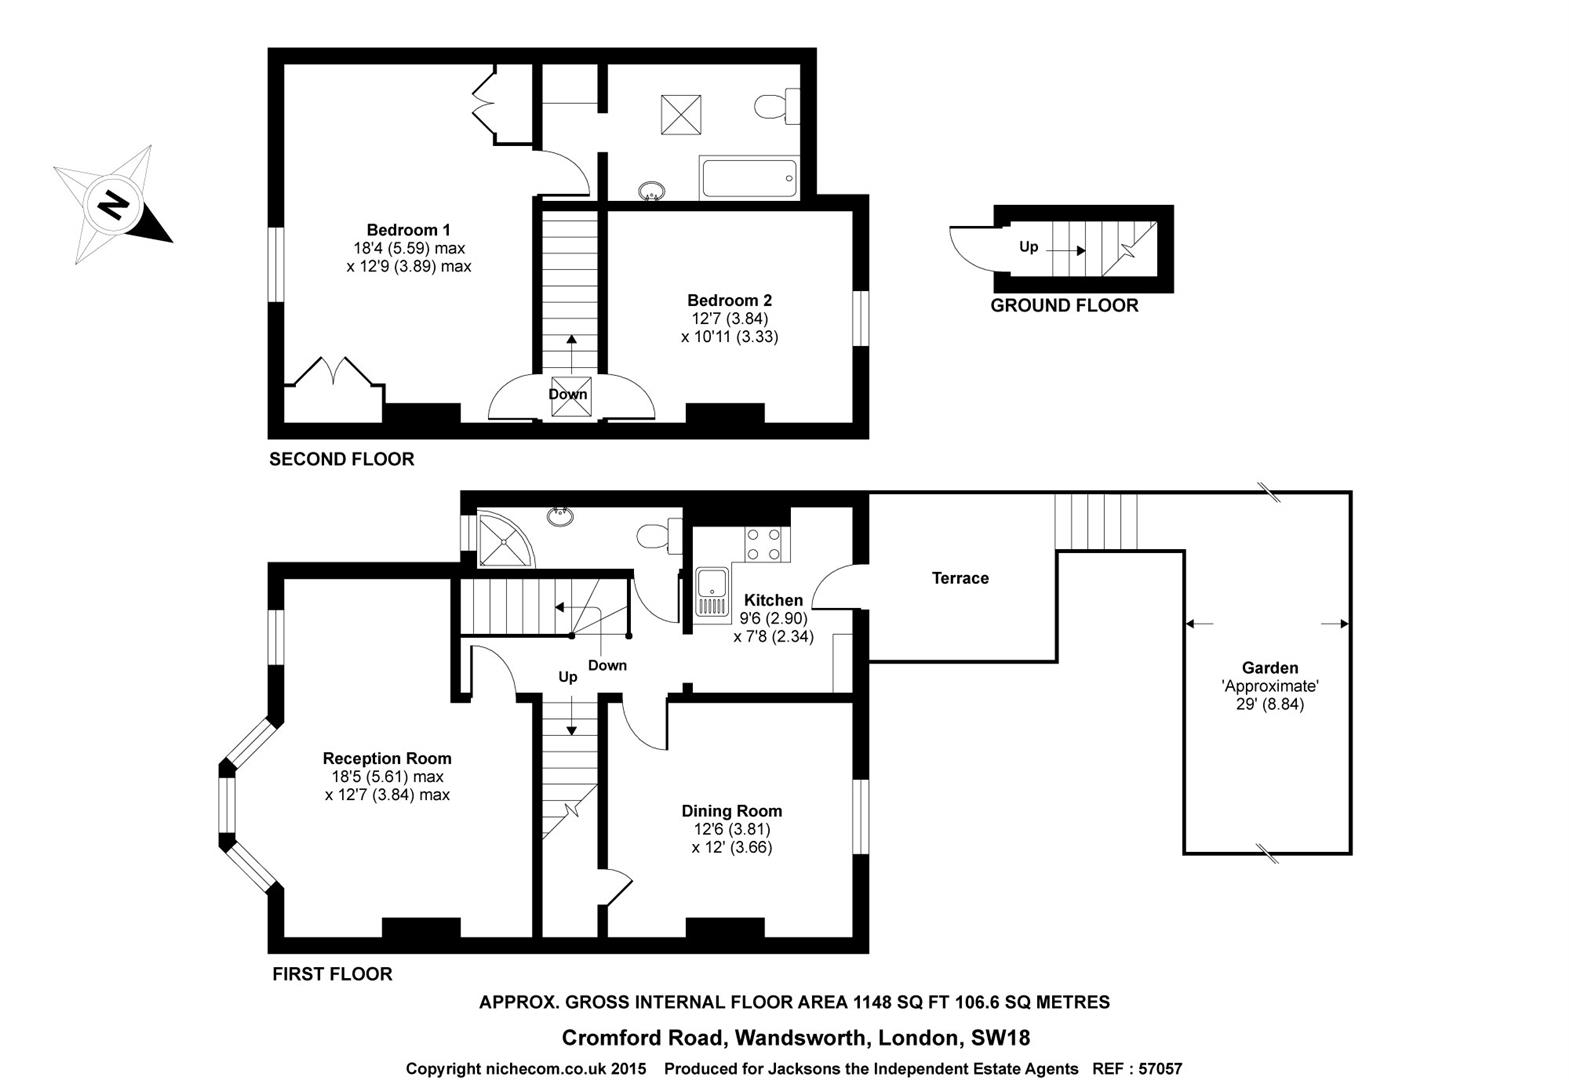 N
Bedroom 1
18'4 (5.59) max
x 12'9 (3.89) max
Bedroom 2
12'7 (3.84)
x 10'11 (3.33)
Down
SECOND FLOOR
Up
GROUND FLOOR
Kitchen
9'6 (2.90)
x 7'8 (2.34)
Terrace
Down
Up
Garden
'Approximate'
29' (8.84)
Reception Room
18'5 (5.61) max
x 12'7 (3.84) max
Dining Room
12'6 (3.81)
x 12' (3.66)
FIRST FLOOR
APPROX. GROSS INTERNAL FLOOR AREA 1148 SQ FT 106.6 SQ METRES
Cromford Road, Wandsworth, London, SW18
Copyright nichecom.co.uk 2015 Produced for Jacksons the Independent Estate Agents REF : 57057